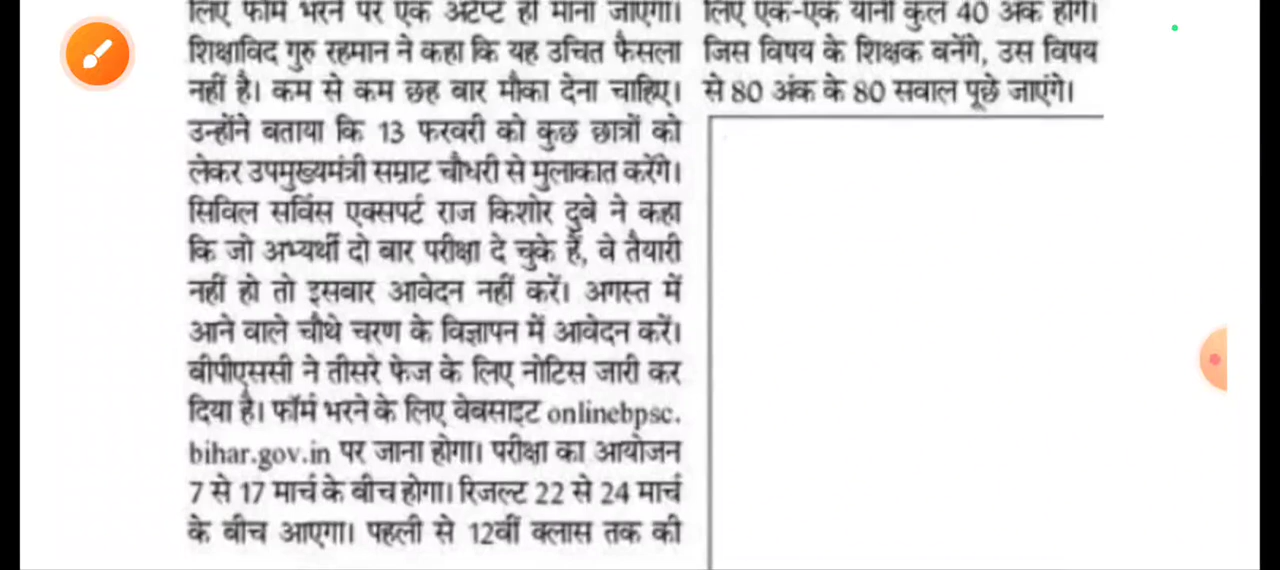 लिए फॉर्म भरने पर एक अटेंप्ट ही माना जाएगा।
शिक्षाविद गुरु रहमान ने कहा कि यह उचित फैसला
नहीं है। कम से कम छह बार मौका देना चाहिए।
उन्होंने बताया कि 13 फरवरी को कुछ छात्रों को
लेकर उपमुख्यमंत्री सम्राट चौधरी से मुलाकात करेंगे।
सिविल सर्विस एक्सपर्ट राज किशोर दुबे ने कहा
कि जो अभ्यर्थी दो बार परीक्षा दे चुके हैं, वे तैयारी
नहीं हो तो इसबार आवेदन नहीं करें। अगस्त में
आने वाले चौथे चरण के विज्ञापन में आवेदन करें।
बीपीएससी ने तीसरे फेज के लिए नोटिस जारी कर
दिया है। फॉर्म भरने के लिए वेबसाइट onlinebpsc.
bihar.gov.in पर जाना होगा। परीक्षा का आयोजन
7 से 17 मार्च के बीच होगा। रिजल्ट 22 से 24 मार्च
के बीच आएगा। पहली से 12वीं क्लास तक की
लिए एक-एक यानी कुल 40 अंक होंगे।
जिस विषय के शिक्षक बनेंगे, उस विषय
से 80 अंक के 80 सवाल पूछे जाएंगे।